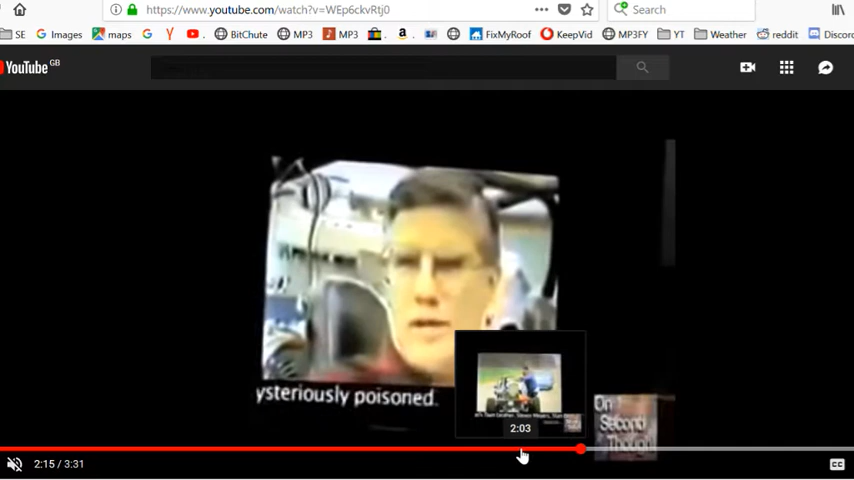 https://www.youtube.com/watch?v=WEp6ckvRtj0
Search
SE Images maps BitChute MP3 MP3 FixMyRoof KeepVid MP3FY YT Weather reddit Discord
YouTube GB
ysteriously poisoned.
2:03
On
Second
Thought
2:15 / 3:31
CC